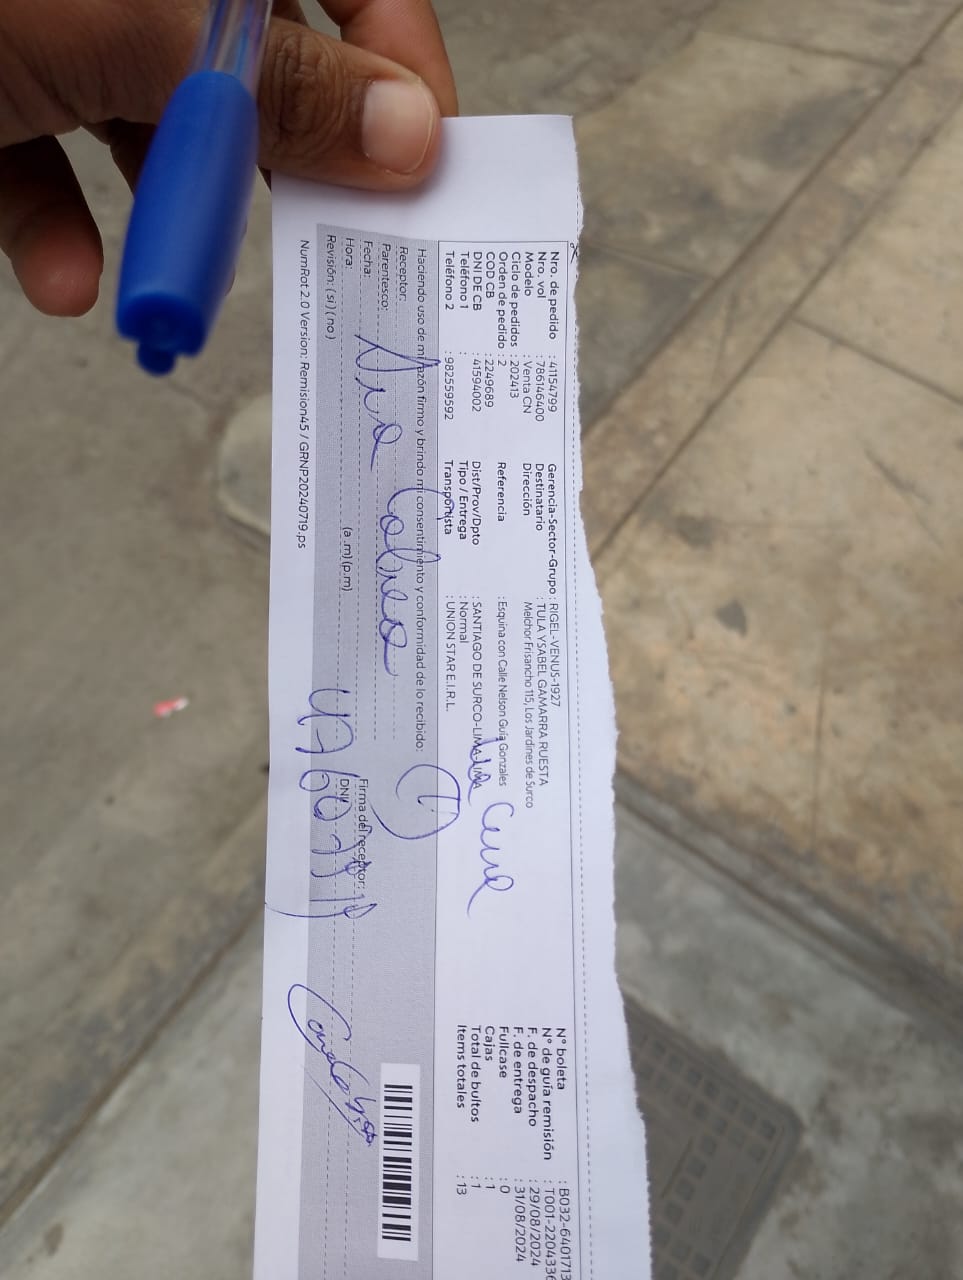 Nro. de pedido : 41154799
Nro. vol : 786146400
Modelo : Venta CN
Ciclo de pedidos : 202413
Orden de pedido : 2
COD CB : 2249689
DNI DE CB : 41594002
Teléfono 1 :
Teléfono 2 : 982559592
Gerencia-Sector-Grupo : RIGEL-VENUS-1927
Destinatario : TULA YSABEL GAMARRA RUESTA
Dirección Melchor Frisancho 115, Los Jardines de Surco
Referencia : Esquina con Calle Nelson Guia Gonzales
Dist/Prov/Dpto : SANTIAGO DE SURCO-LIMA-LIMA
Tipo / Entrega : Normal
Transportista : UNION STAR E.I.R.L.
N° boleta : B032-6401713
N° de guía remisión : T001-2204336
F. de despacho : 29/08/2024
F. de entrega : 31/08/2024
Fullcase : 0
Cajas : 1
Total de bultos : 1
Items totales : 13
Haciendo uso de mi razón firmo y brindo mi consentimiento y conformidad de lo recibido:
Receptor:
Parentesco:
Fecha:
Hora: (a.m)(p.m)
Revisión: (si)(no)
Firma del receptor:
DNI:
NumRot 2.0 Version: Remision45 / GRNP20240719.ps